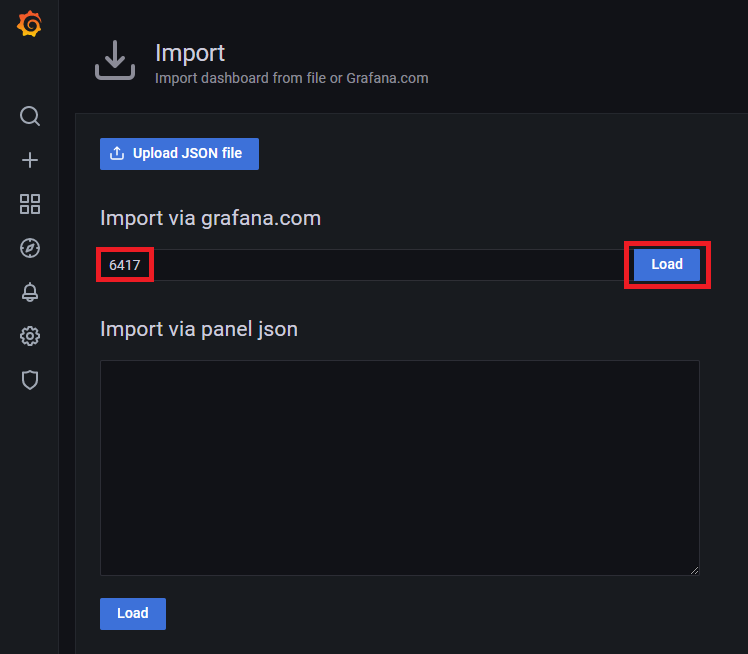 Import
Import dashboard from file or Grafana.com
Upload JSON file
Import via grafana.com
6417
Load
Import via panel json
Load